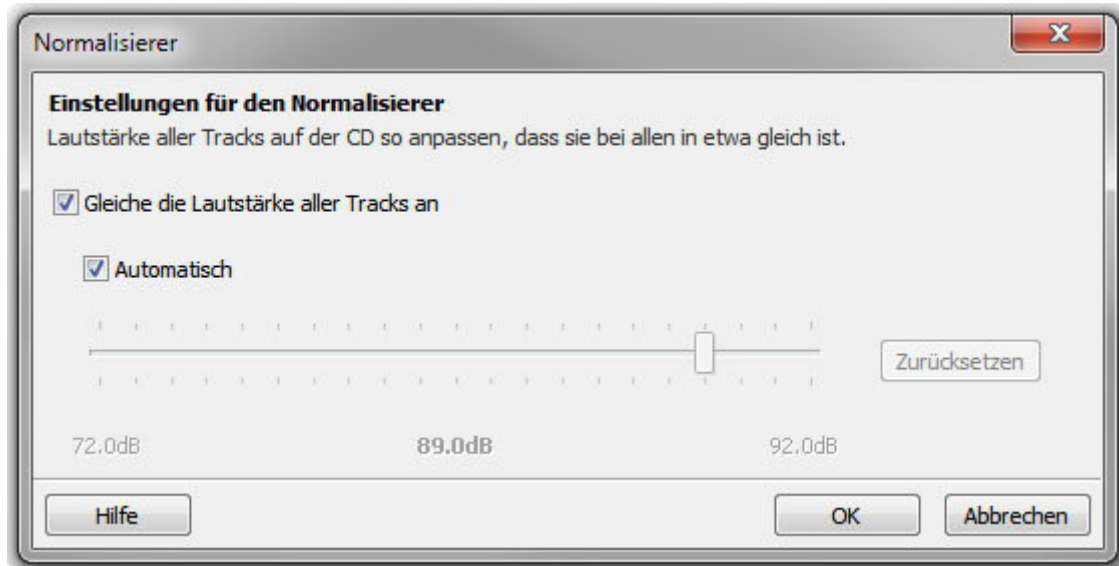 Normalisierer
Einstellungen für den Normalisierer
Lautstärke aller Tracks auf der CD so anpassen, dass sie bei allen in etwa gleich ist.
Gleiche die Lautstärke aller Tracks an
Automatisch
Zurücksetzen
72.0dB 89.0dB 92.0dB
Hilfe OK Abbrechen